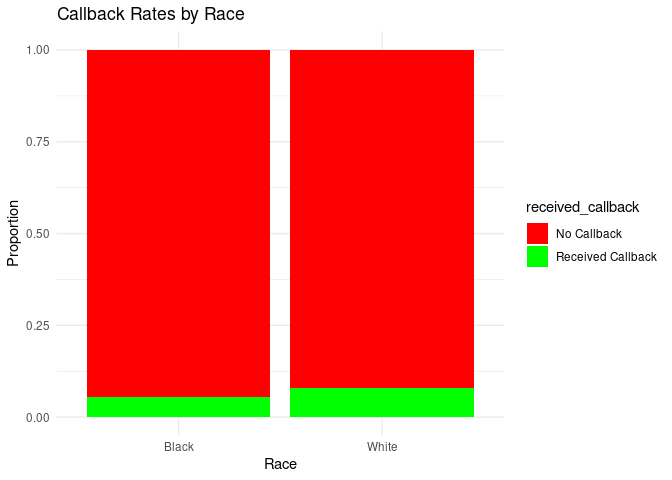 Callback Rates by Race
1.00
0.75
0.50
0.25
0.00
Proportion
Black
White
Race
received_callback
No Callback
Received Callback